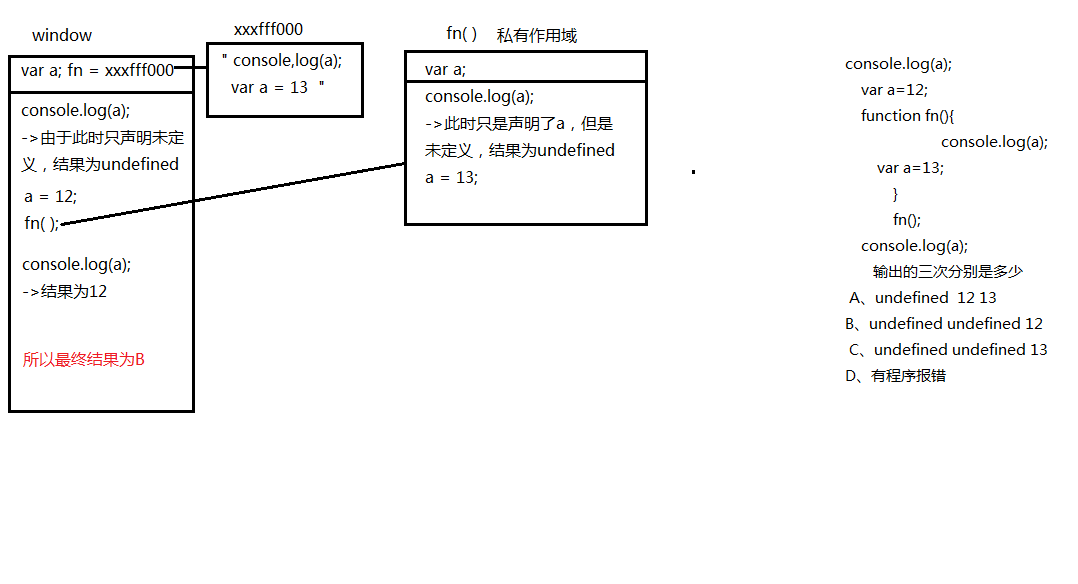 window
var a; fn = xxxfff000
console.log(a);
->由于此时只声明未定
义，结果为undefined
a = 12;
fn( );
console.log(a);
->结果为12
所以最终结果为B
xxxfff000
" console,log(a);
var a = 13 "
fn( ) 私有作用域
var a;
console.log(a);
->此时只是声明了a，但是
未定义，结果为undefined
a = 13;
console.log(a);
var a=12;
function fn(){
console.log(a);
var a=13;
}
fn();
console.log(a);
输出的三次分别是多少
A、undefined 12 13
B、undefined undefined 12
C、undefined undefined 13
D、有程序报错